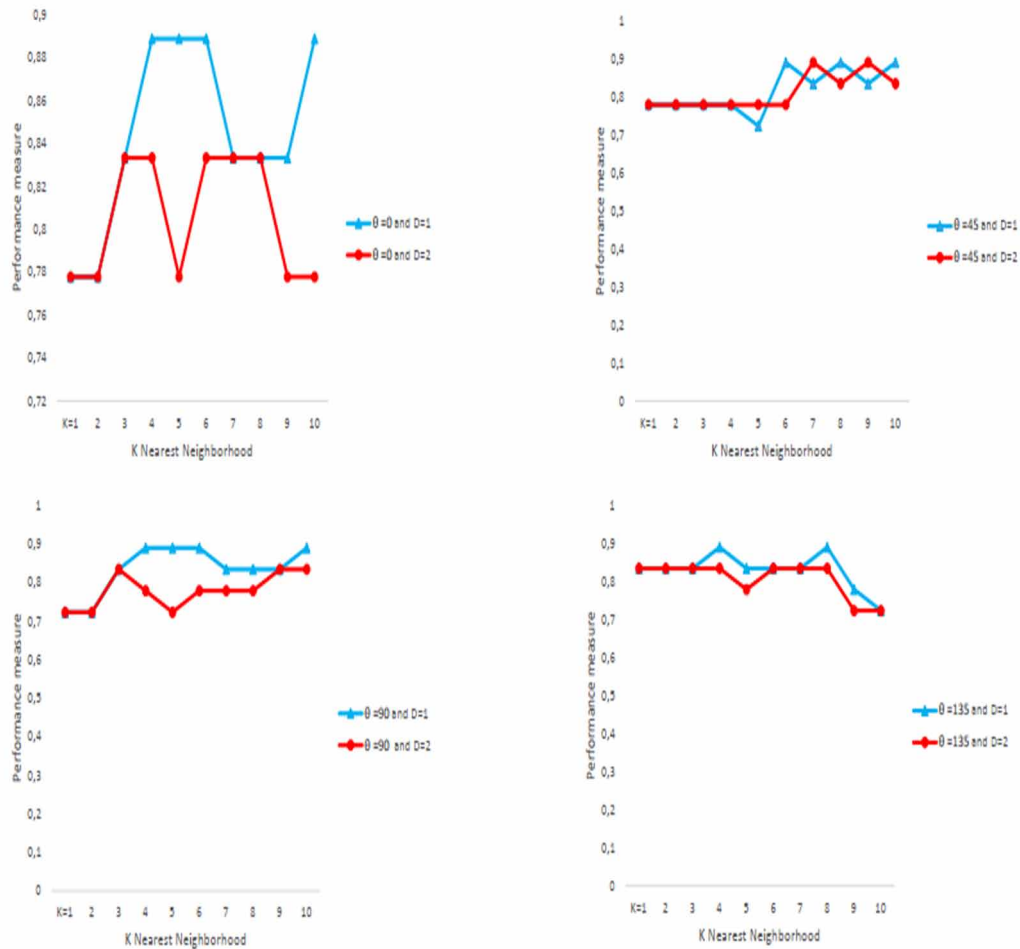 0,9
0,88
0,86
0,84
0,82
0,8
0,78
0,76
0,74
0,72
Performance measure
K=1 2 3 4 5 6 7 8 9 10
K Nearest Neighborhood
θ =0 and D=1
θ =0 and D=2
1
0,9
0,8
0,7
0,6
0,5
0,4
0,3
0,2
0,1
0
Performance measure
K=1 2 3 4 5 6 7 8 9 10
K Nearest Neighborhood
θ =45 and D=1
θ =45 and D=2
1
0,9
0,8
0,7
0,6
0,5
0,4
0,3
0,2
0,1
0
Performance measure
K=1 2 3 4 5 6 7 8 9 10
K Nearest Neighborhood
θ =90 and D=1
θ =90 and D=2
1
0,9
0,8
0,7
0,6
0,5
0,4
0,3
0,2
0,1
0
Performance measure
K=1 2 3 4 5 6 7 8 9 10
K Nearest Neighborhood
θ =135 and D=1
θ =135 and D=2